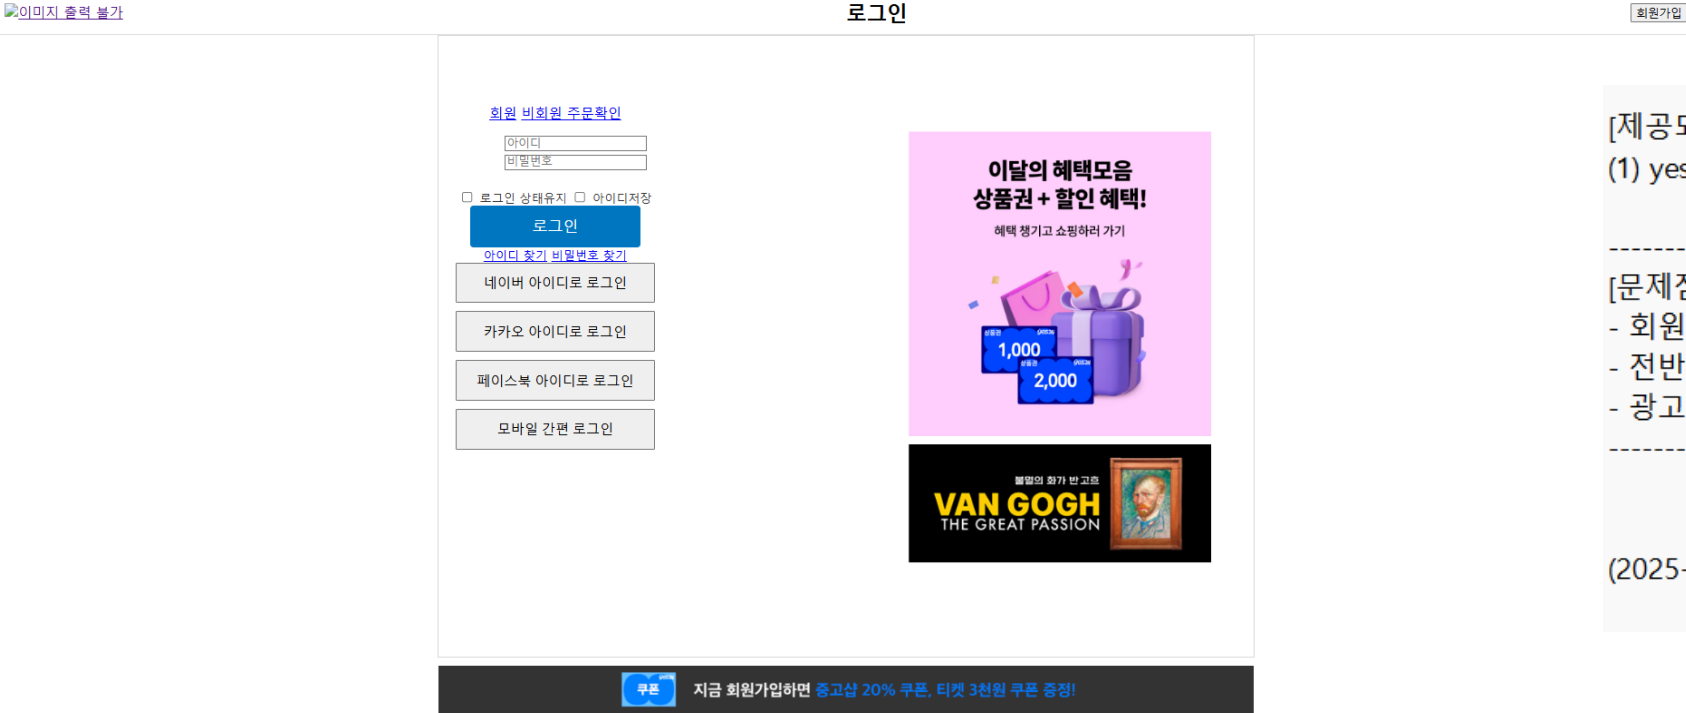 이미지 출력 불가
로그인
회원가입
회원 비회원 주문확인
아이디
비밀번호
로그인 상태유지 아이디저장
로그인
아이디 찾기 비밀번호 찾기
네이버 아이디로 로그인
카카오 아이디로 로그인
페이스북 아이디로 로그인
모바일 간편 로그인
이달의 혜택모음
상품권 + 할인 혜택!
혜택 챙기고 쇼핑하러 가기
상품권 yes24
1,000
상품권 yes24
2,000
불멸의 화가 반 고흐
VAN GOGH
THE GREAT PASSION
쿠폰 지금 회원가입하면 중고샵 20% 쿠폰, 티켓 3천원 쿠폰 증정!
[제공
(1) yes
-------
[문제
- 회원
- 전반
- 광고
-------
(2025-